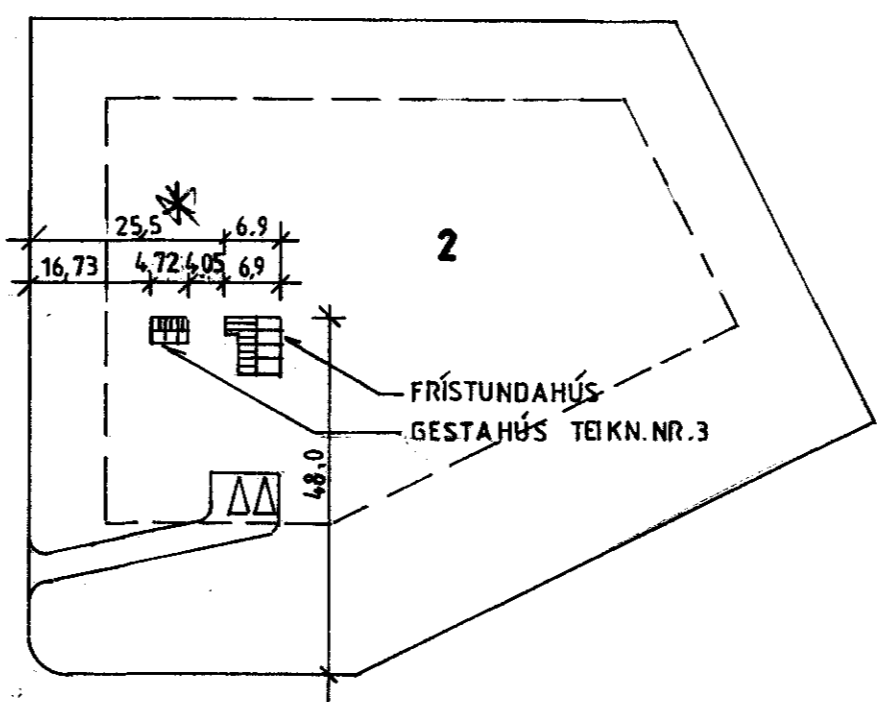 25,5 6.9
2
16,73 4,72 4,05 6,9
FRÍSTUNDAHÚS
GESTAHÚS TEIKN.NR.3
48,0